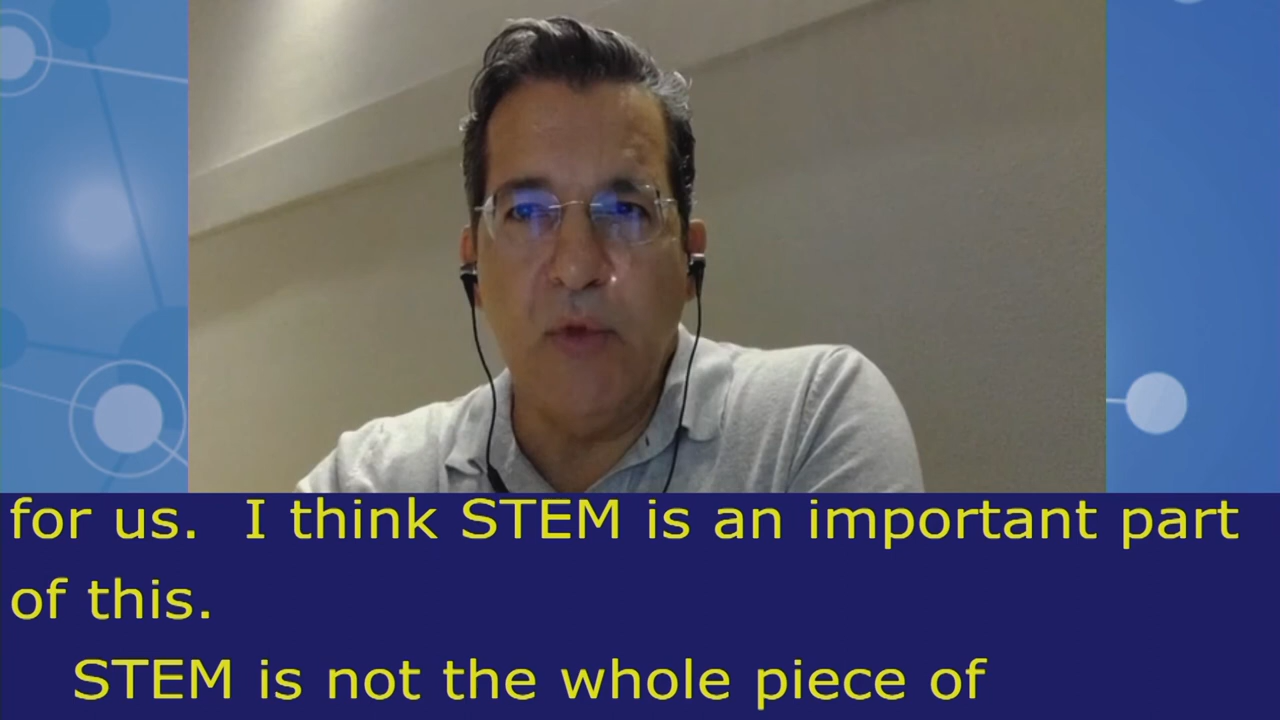 for us.  I think STEM is an important part
of this.
STEM is not the whole piece of